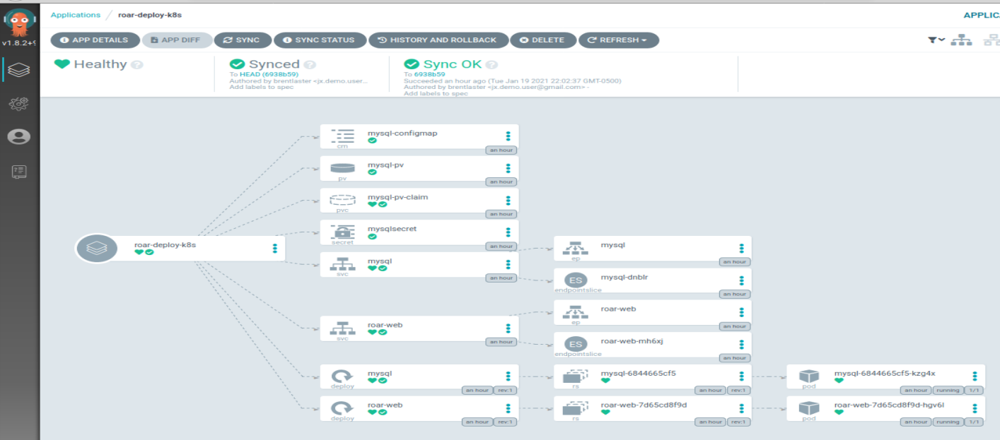 Applications / roar-deploy-k8s
APPLICA
v1.8.2+9
APP DETAILS APP DIFF SYNC SYNC STATUS HISTORY AND ROLLBACK DELETE REFRESH
Healthy
Synced
To HEAD (6938b59)
Authored by brentlaster <jx.demo.user...
Add labels to spec
Sync OK
To 6938b59
Succeeded an hour ago (Tue Jan 19 2021 22:02:37 GMT-0500)
Authored by brentlaster <jx.demo.user@gmail.com> -
Add labels to spec
roar-deploy-k8s
mysql-configmap
cm
an hour
mysql-pv
pv
an hour
mysql-pv-claim
pvc
an hour
mysqlsecret
secret
an hour
mysql
svc
an hour
roar-web
svc
an hour
mysql
deploy
an hour rev:1
roar-web
deploy
an hour rev:1
mysql
ep
an hour
ES
mysql-dnblr
endpointslice
an hour
roar-web
ep
an hour
ES
roar-web-mh6xj
endpointslice
an hour
mysql-6844665cf5
rs
an hour rev:1
roar-web-7d65cd8f9d
rs
an hour rev:1
mysql-6844665cf5-kzg4x
pod
an hour running 1/1
roar-web-7d65cd8f9d-hgv6l
pod
an hour running 1/1